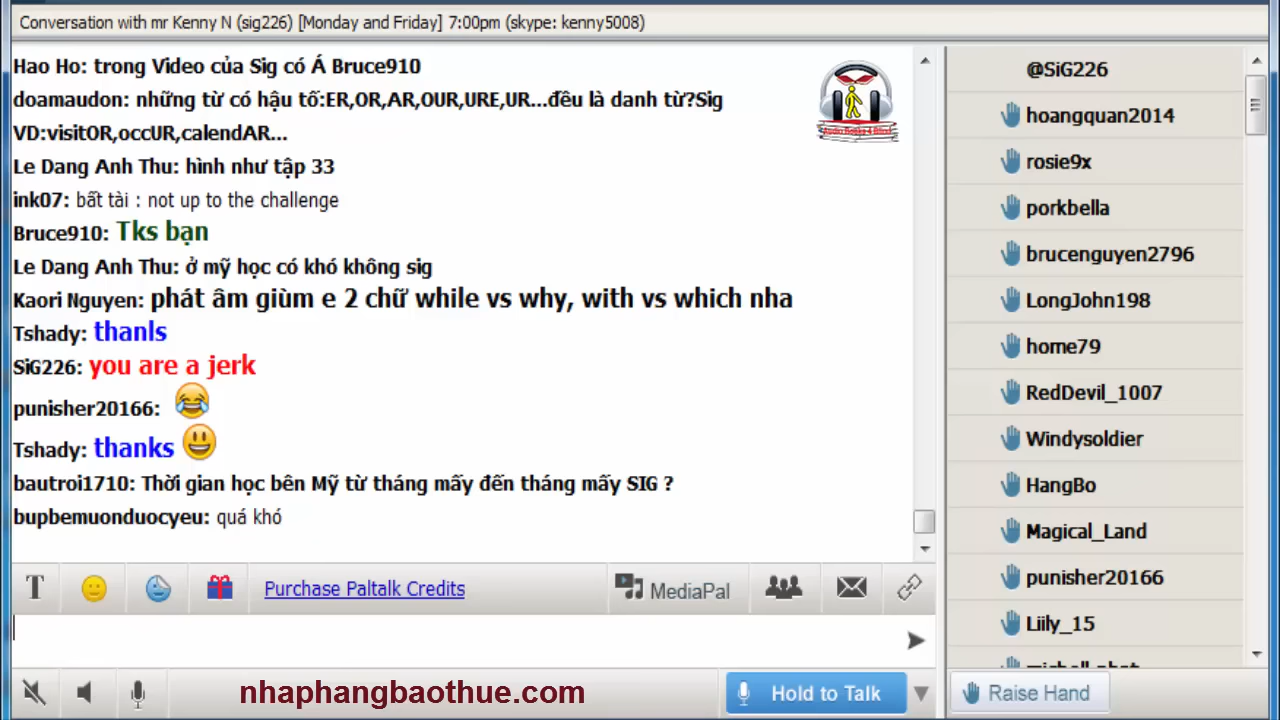 Conversation with mr Kenny N (sig226) [Monday and Friday] 7:00pm (skype: kenny5008)
Hao Ho: trong Video của Sig có Á Bruce910
doamaudon: những từ có hậu tố:ER,OR,AR,OUR,URE,UR...đều là danh từ?Sig
VD:visitOR,occUR,calendAR...
Le Dang Anh Thu: hình như tập 33
ink07: bất tài : not up to the challenge
Bruce910: Tks bạn
Le Dang Anh Thu: ở mỹ học có khó không sig
Kaori Nguyen: phát âm giùm e 2 chữ while vs why, with vs which nha
Tshady: thanls
SiG226: you are a jerk
punisher20166:
Tshady: thanks
bautroi1710: Thời gian học bên Mỹ từ tháng mấy đến tháng mấy SIG ?
bupbemuonduocyeu: quá khó
T
Purchase Paltalk Credits
MediaPal
nhaphangbaothue.com
Hold to Talk
@SiG226
hoangquan2014
rosie9x
porkbella
brucenguyen2796
LongJohn198
home79
RedDevil_1007
Windysoldier
HangBo
Magical_Land
punisher20166
Liily_15
Raise Hand